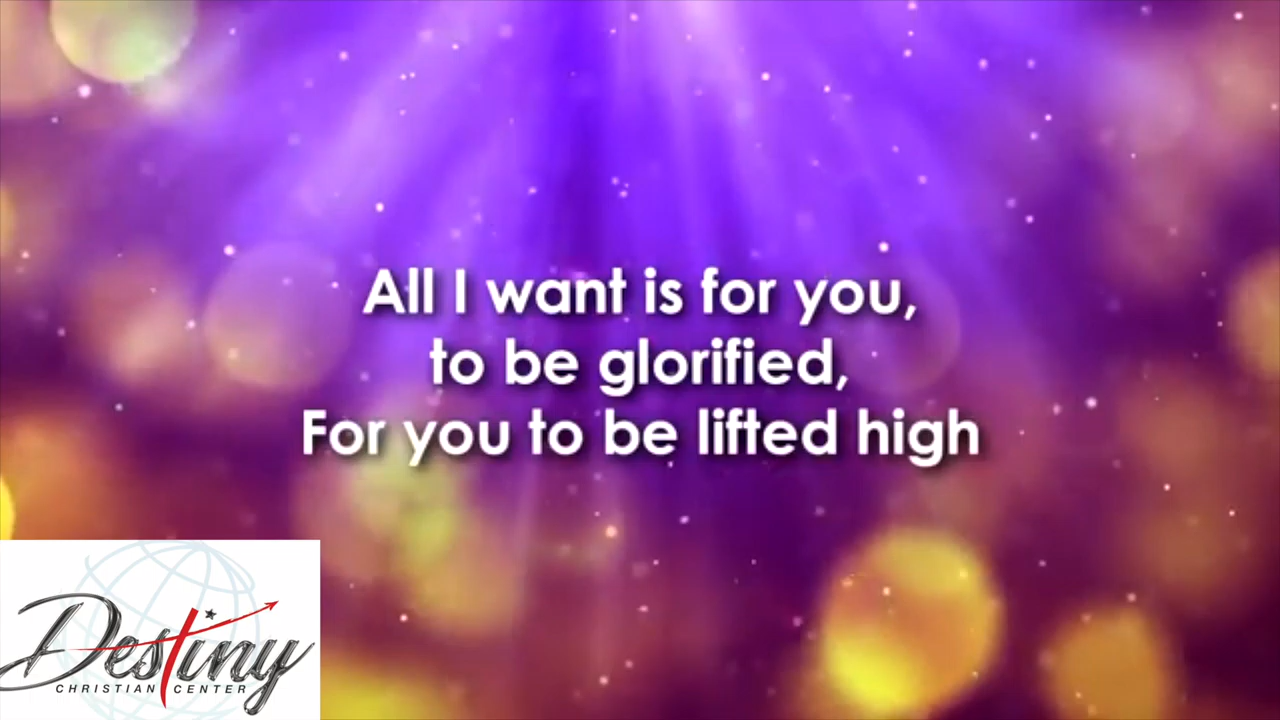 All I want is for you,
to be glorified,
For you to be lifted high
Destiny
CHRISTIAN CENTER